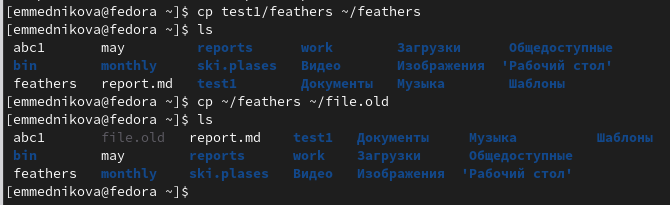 [emmednikova@fedora ~]$ cp test1/feathers ~/feathers
[emmednikova@fedora ~]$ ls
abc1 may reports work Загрузки Общедоступные
bin monthly ski.plases Видео Изображения 'Рабочий стол'
feathers report.md test1 Документы Музыка Шаблоны
[emmednikova@fedora ~]$ cp ~/feathers ~/file.old
[emmednikova@fedora ~]$ ls
abc1 file.old report.md test1 Документы Музыка Шаблоны
bin may reports work Загрузки Общедоступные
feathers monthly ski.plases Видео Изображения 'Рабочий стол'
[emmednikova@fedora ~]$